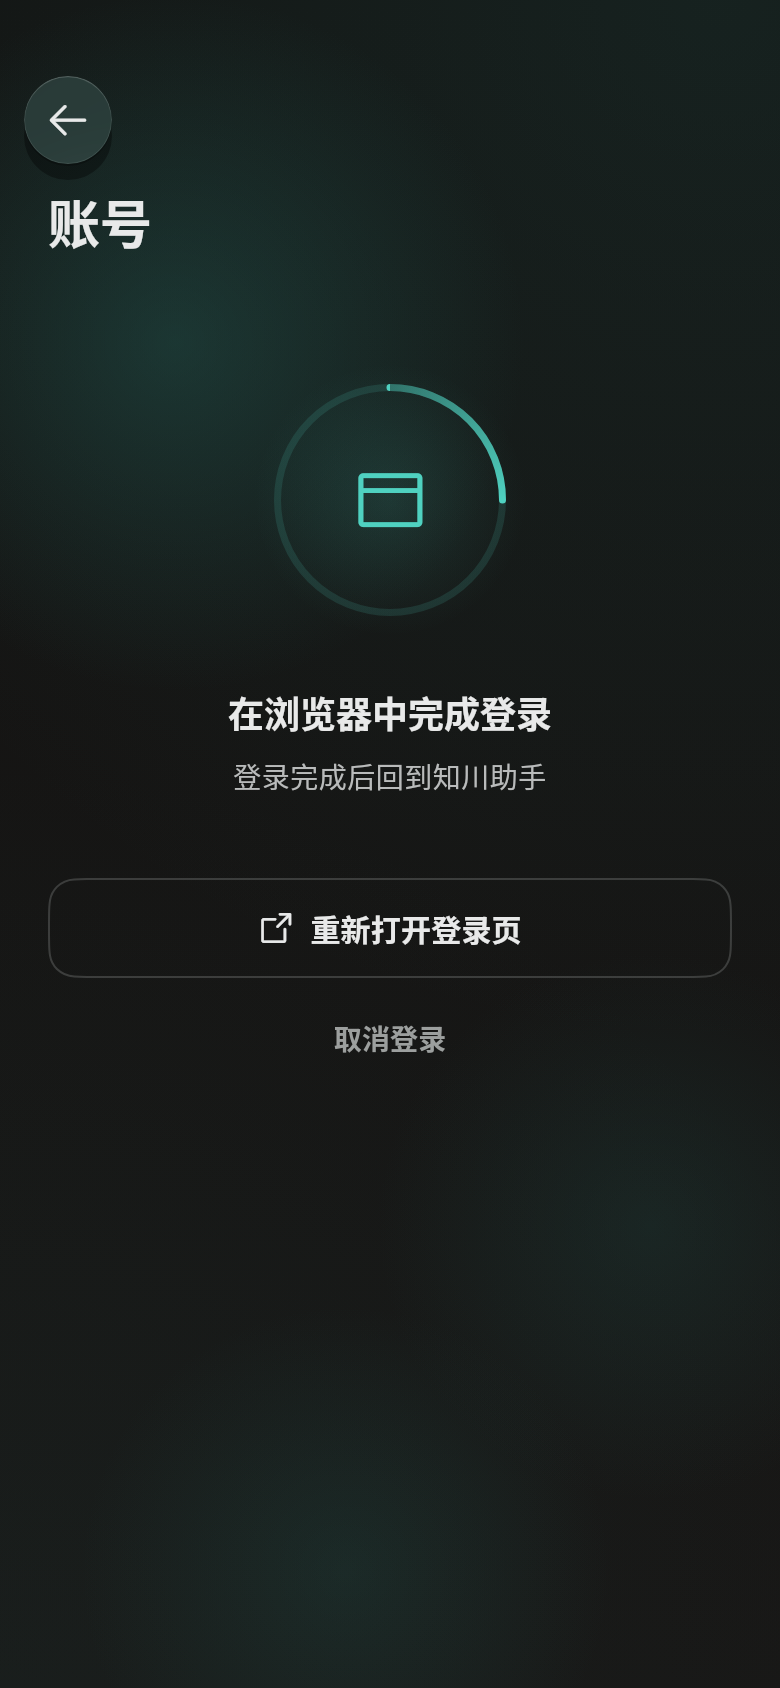 账号
在浏览器中完成登录
登录完成后回到知川助手
重新打开登录页
取消登录